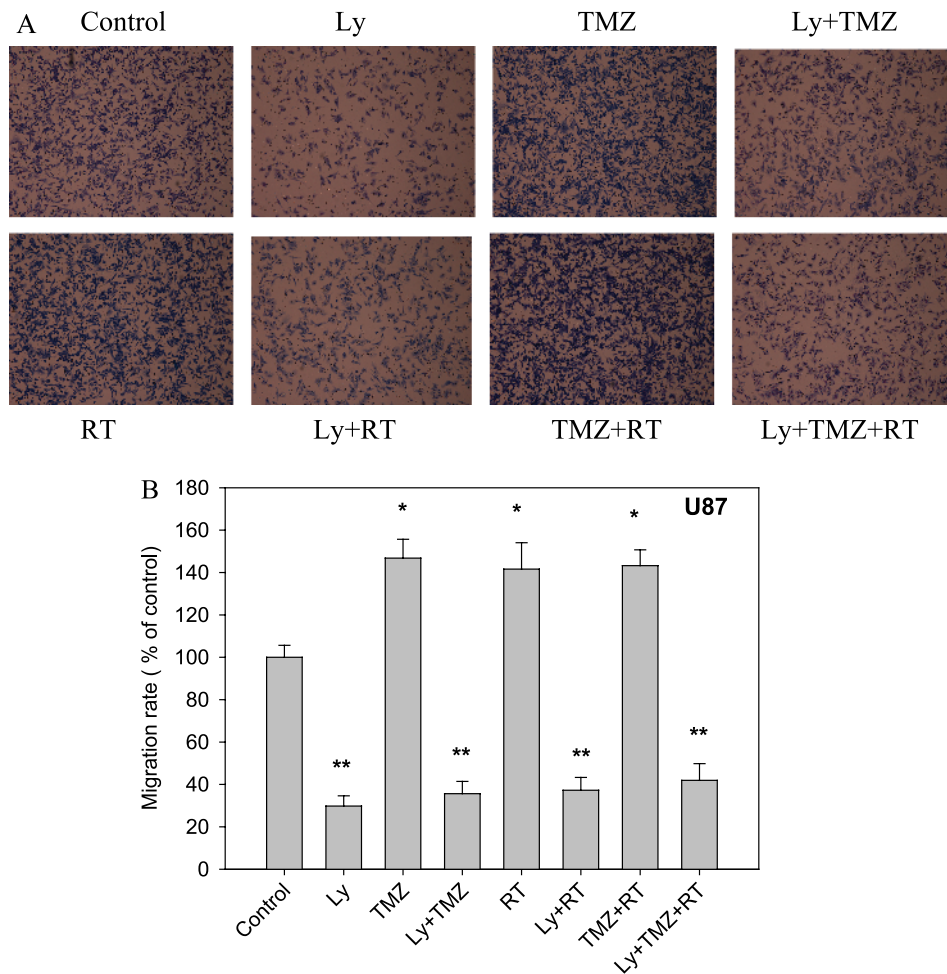 A Control Ly TMZ Ly+TMZ
RT Ly+RT TMZ+RT Ly+TMZ+RT
B
U87
Migration rate ( % of control)
180
160
140
120
100
80
60
40
20
0
* * *
** ** ** **
Control Ly TMZ Ly+TMZ RT Ly+RT TMZ+RT Ly+TMZ+RT